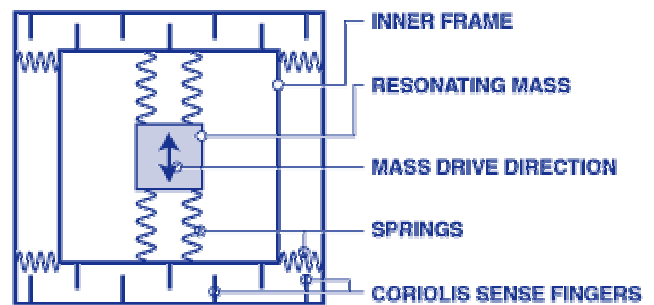 INNER FRAME
RESONATING MASS
MASS DRIVE DIRECTION
SPRINGS
CORIOLIS SENSE FINGERS